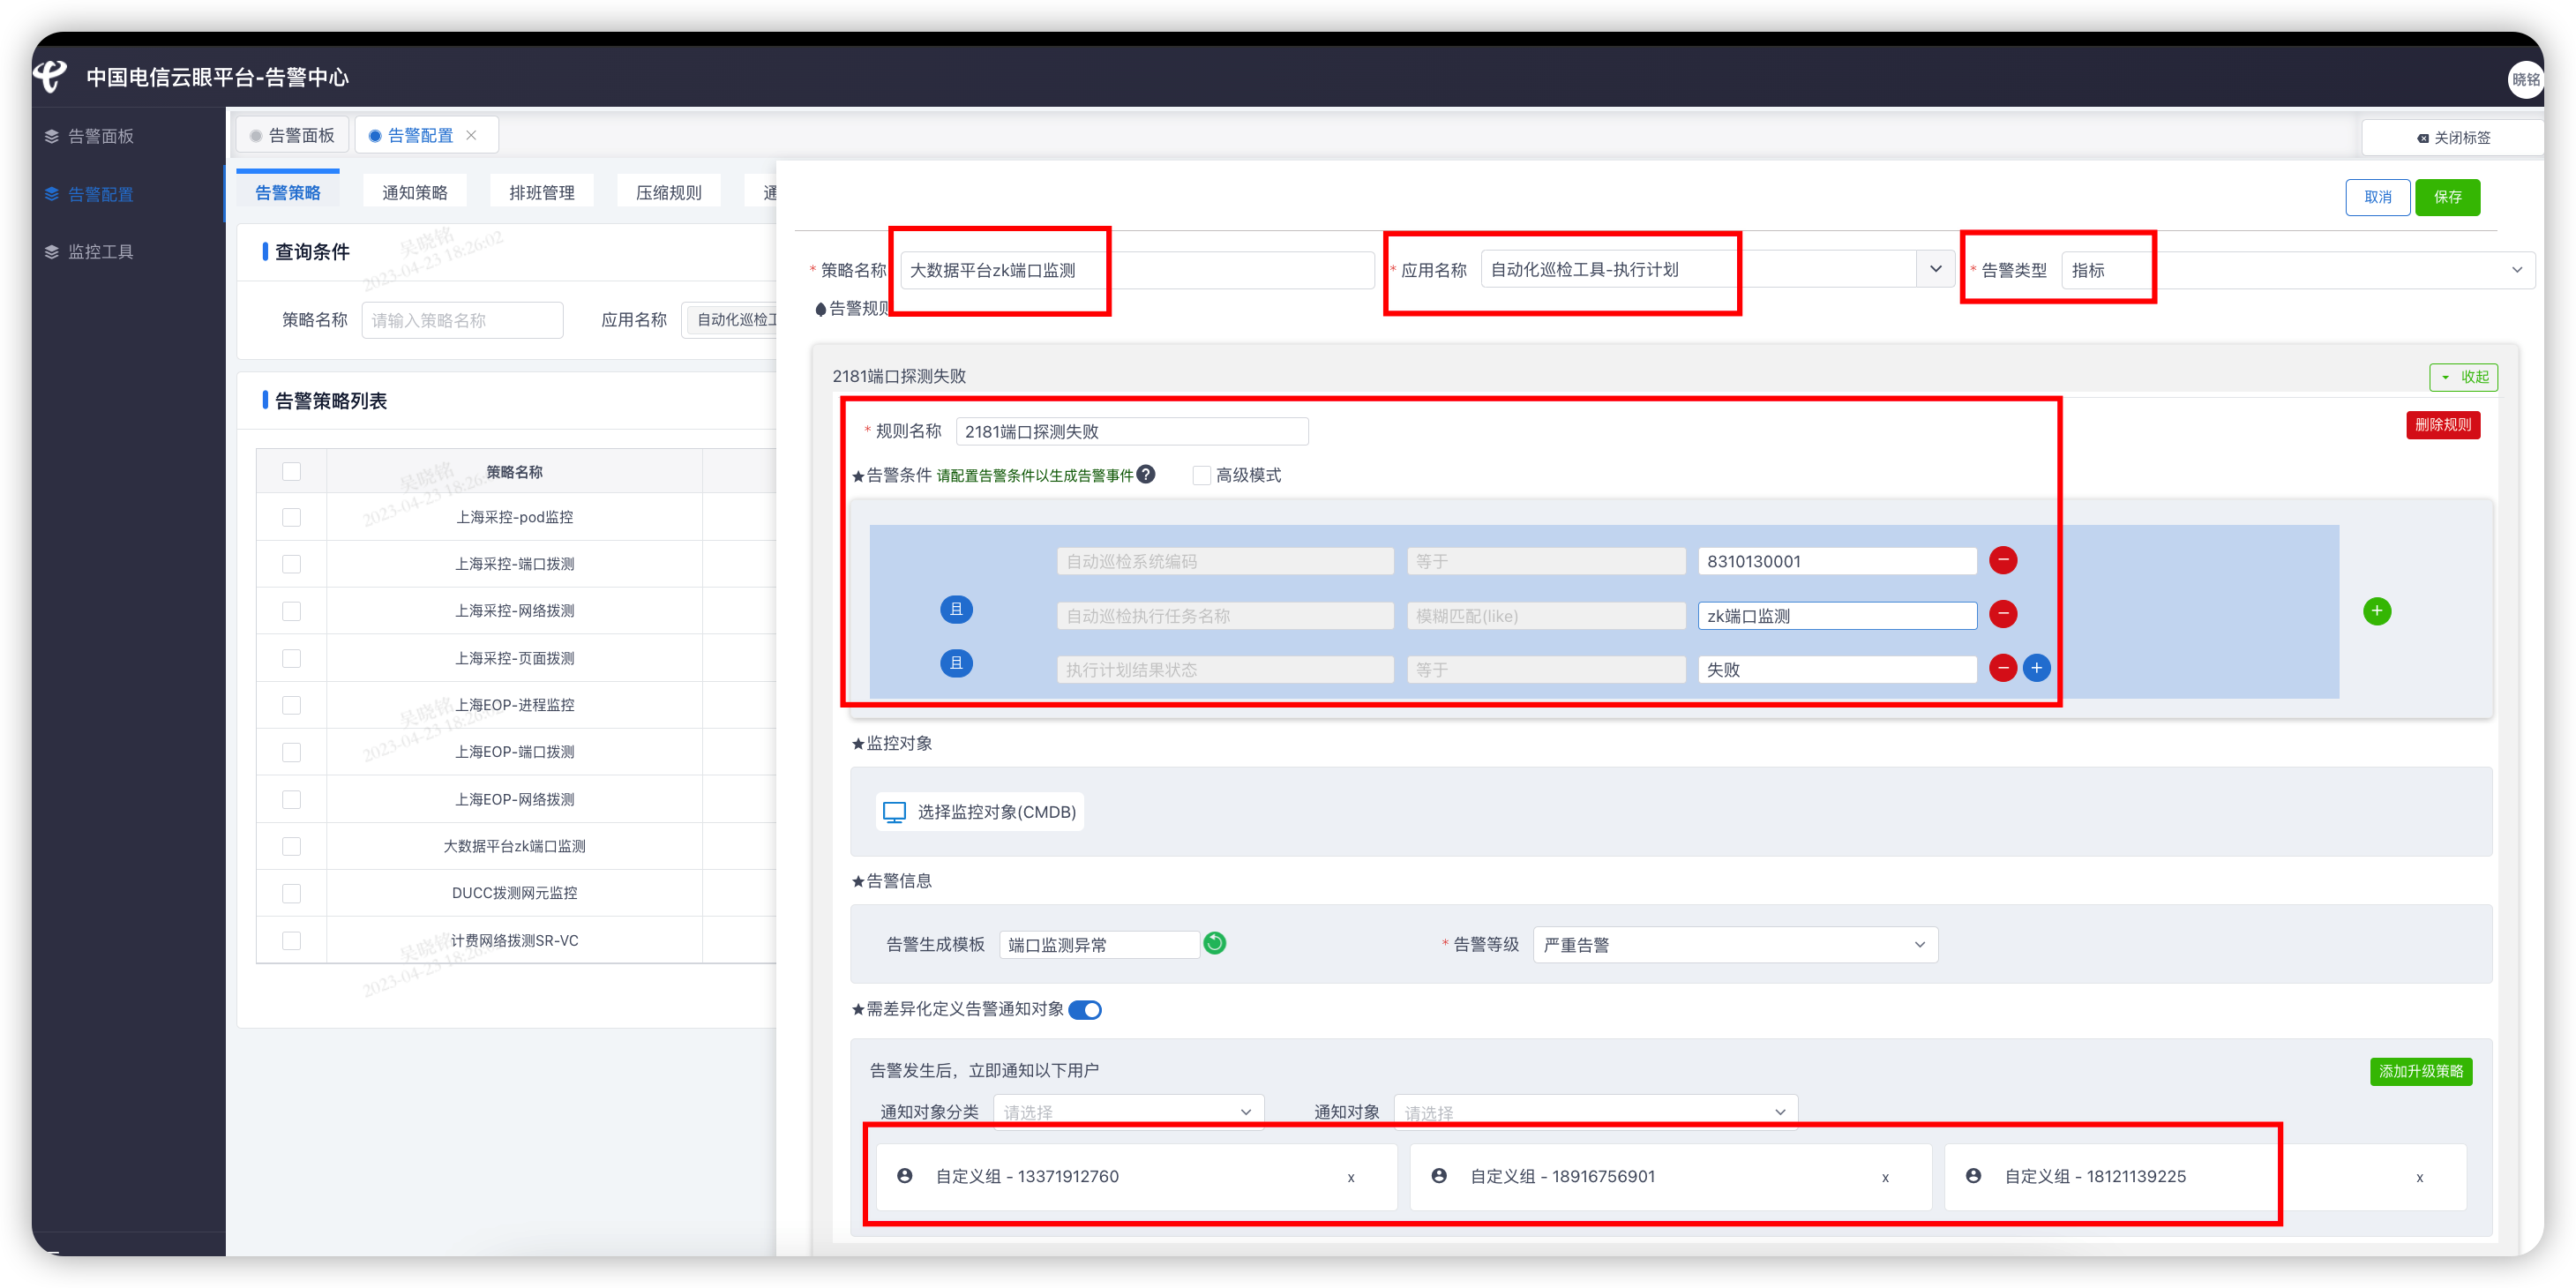 中国电信云眼平台-告警中心
晓铭
告警面板
告警配置
监控工具
告警面板
告警配置
关闭标签
告警策略
通知策略
排班管理
压缩规则
查询条件
策略名称
请输入策略名称
应用名称
自动化巡检工
告警策略列表
策略名称
上海采控-pod监控
上海采控-端口拨测
上海采控-网络拨测
上海采控-页面拨测
上海EOP-进程监控
上海EOP-端口拨测
上海EOP-网络拨测
大数据平台zk端口监测
DUCC拨测网元监控
计费网络拨测SR-VC
吴晓铭
2023-04-23 18:26:02
取消
保存
* 策略名称
大数据平台zk端口监测
* 应用名称
自动化巡检工具-执行计划
* 告警类型
指标
告警规则
2181端口探测失败
收起
* 规则名称
2181端口探测失败
删除规则
★告警条件 请配置告警条件以生成告警事件
高级模式
自动巡检系统编码
等于
8310130001
且
自动巡检执行任务名称
模糊匹配(like)
zk端口监测
且
执行计划结果状态
等于
失败
★监控对象
选择监控对象(CMDB)
★告警信息
告警生成模板
端口监测异常
* 告警等级
严重告警
★需差异化定义告警通知对象
告警发生后，立即通知以下用户
添加升级策略
通知对象分类
请选择
通知对象
请选择
自定义组 - 13371912760
x
自定义组 - 18916756901
x
自定义组 - 18121139225
x